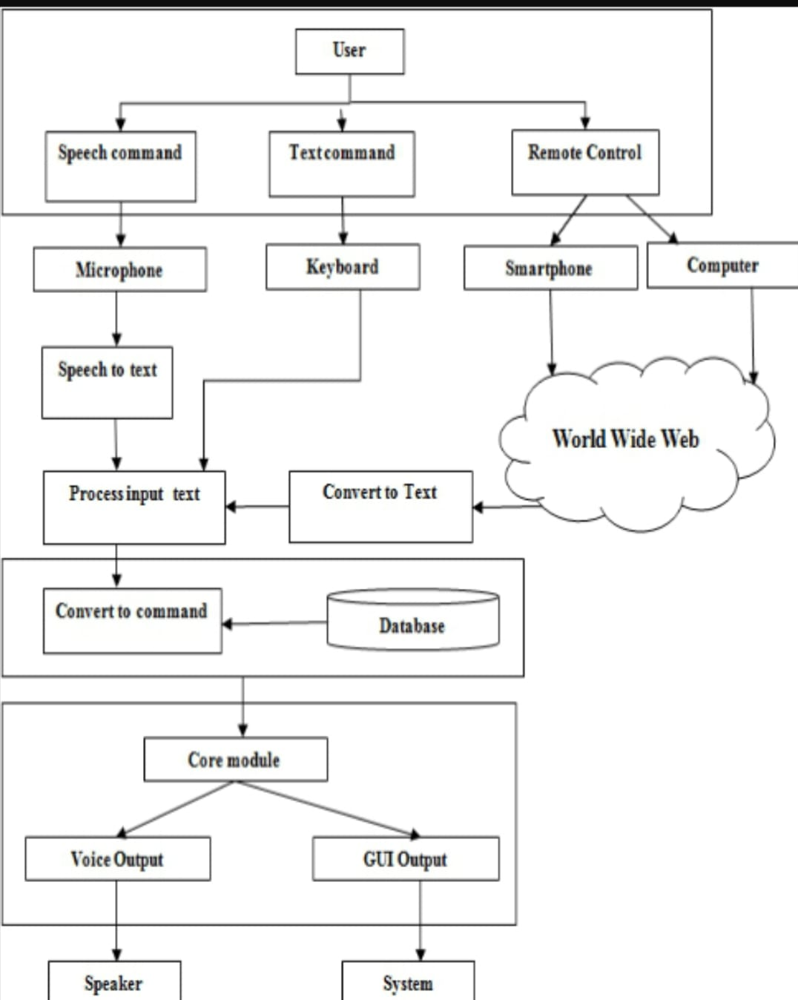 User
Speech command
Text command
Remote Control
Microphone
Keyboard
Smartphone
Computer
Speech to text
World Wide Web
Process input text
Convert to Text
Convert to command
Database
Core module
Voice Output
GUI Output
Speaker
System